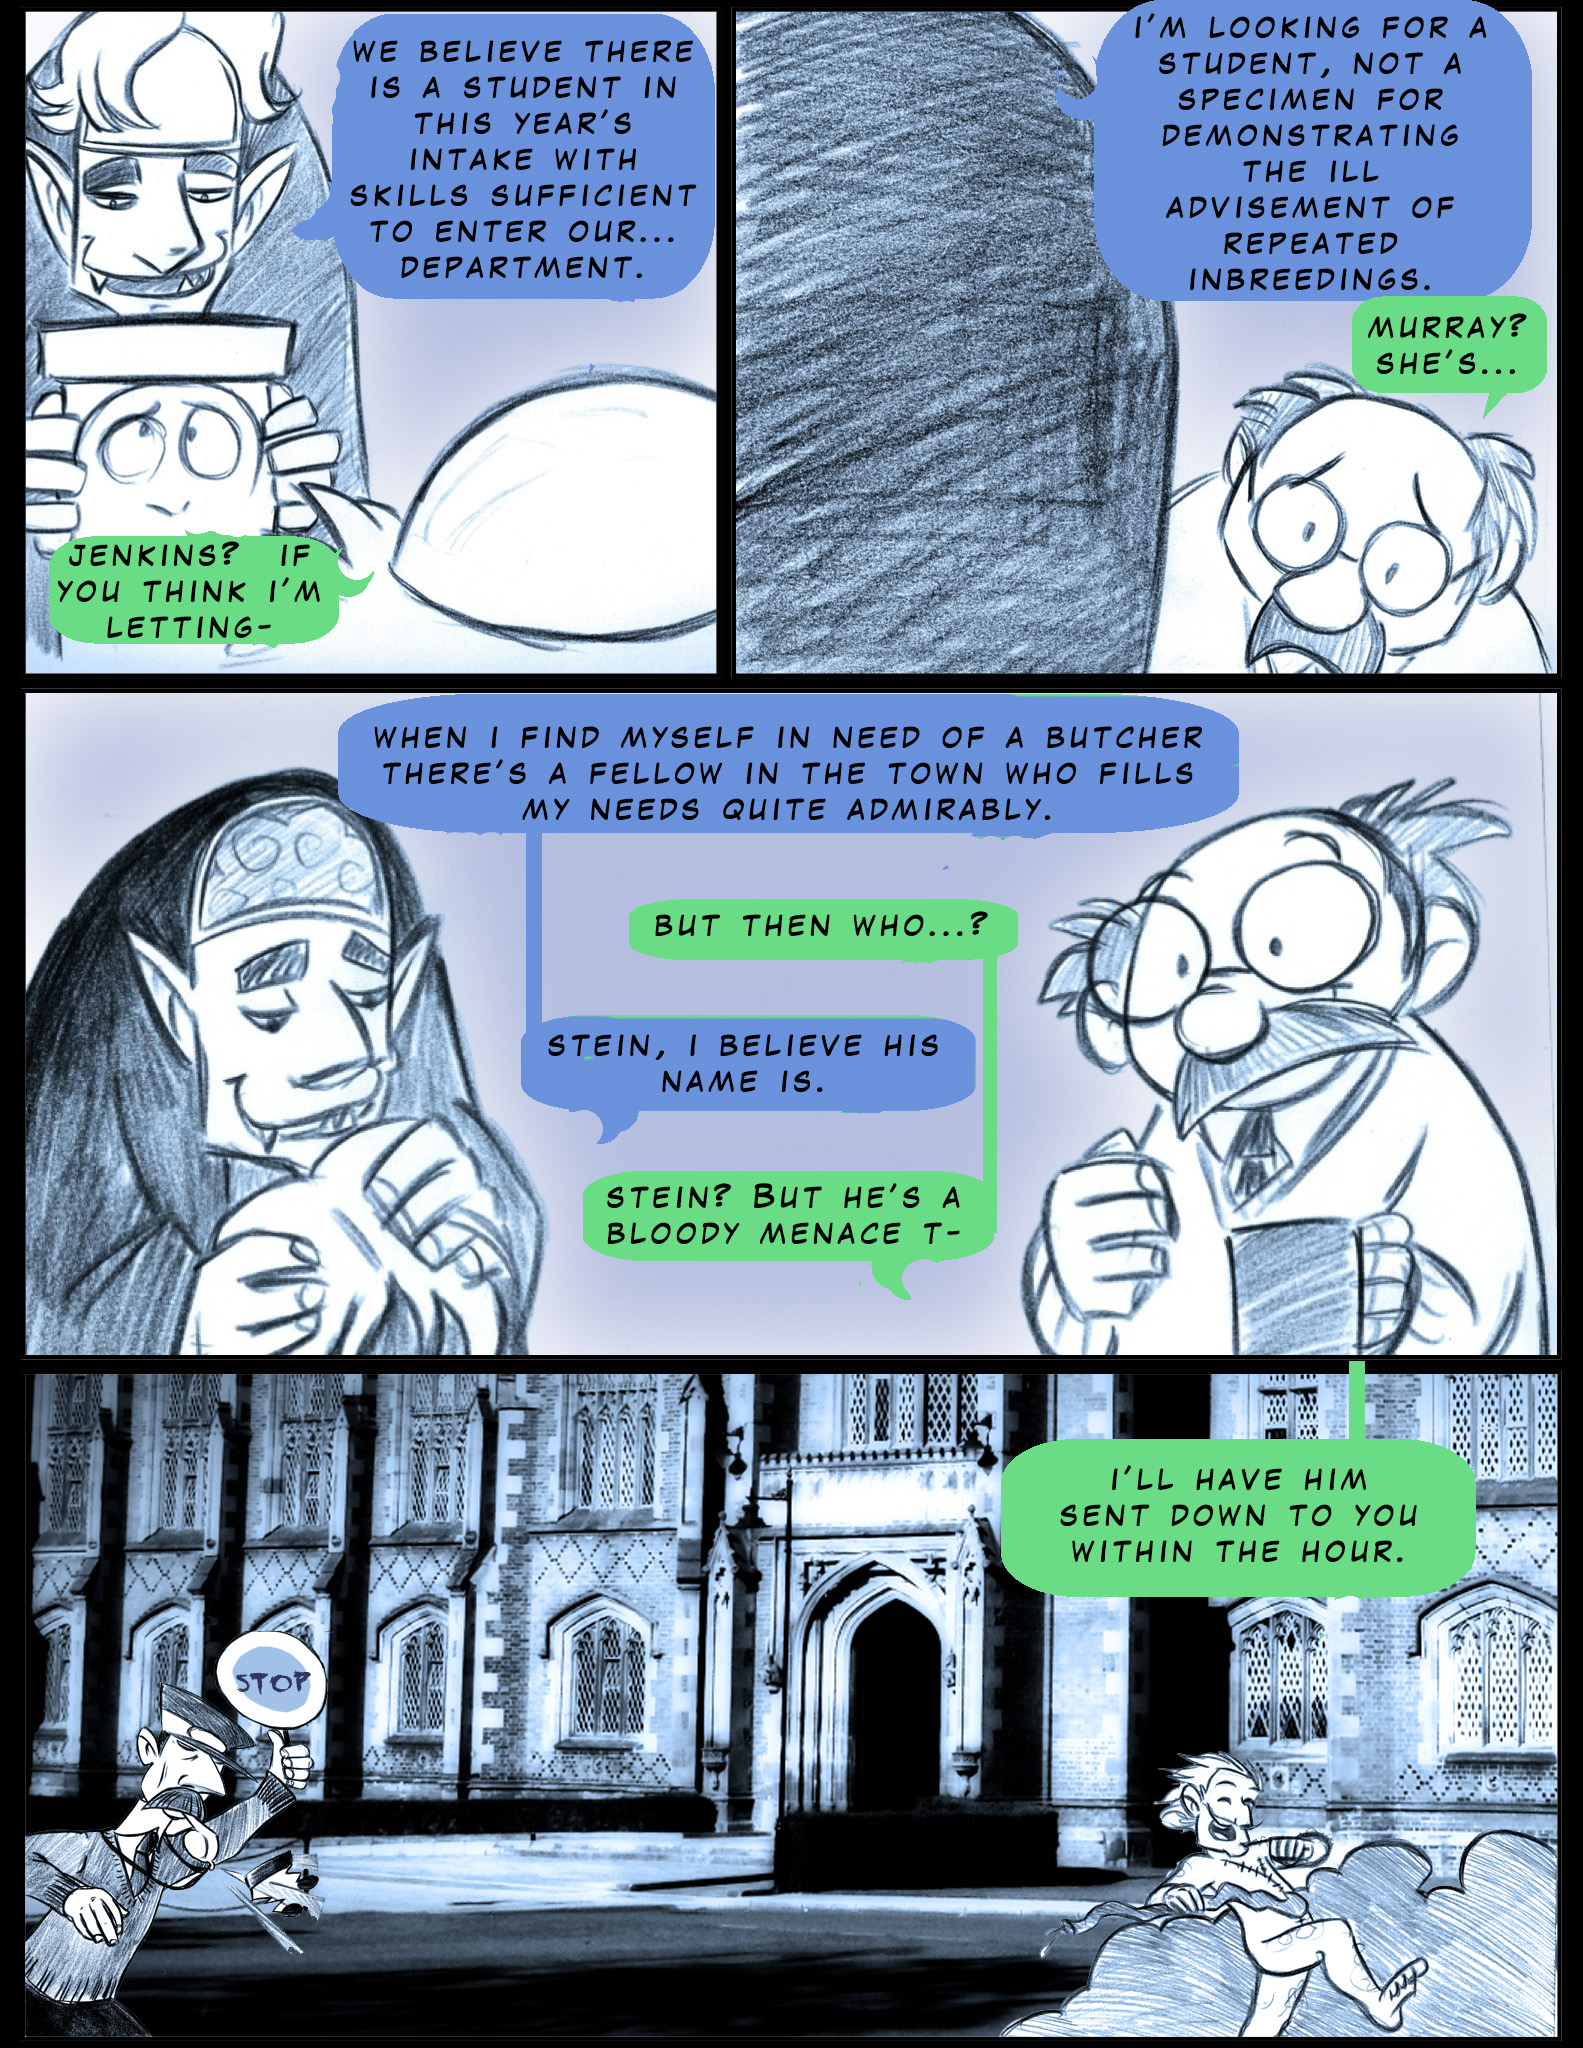 WE BELIEVE THERE
IS A STUDENT IN
THIS YEAR'S
INTAKE WITH
SKILLS SUFFICIENT
TO ENTER OUR...
DEPARTMENT.
JENKINS? IF
YOU THINK I'M
LETTING-
I'M LOOKING FOR A
STUDENT, NOT A
SPECIMEN FOR
DEMONSTRATING
THE ILL
ADVISEMENT OF
REPEATED
INBREEDINGS.
MURRAY?
SHE'S...
WHEN I FIND MYSELF IN NEED OF A BUTCHER
THERE'S A FELLOW IN THE TOWN WHO FILLS
MY NEEDS QUITE ADMIRABLY.
BUT THEN WHO...?
STEIN, I BELIEVE HIS
NAME IS.
STEIN? BUT HE'S A
BLOODY MENACE T-
I'LL HAVE HIM
SENT DOWN TO YOU
WITHIN THE HOUR.
STOP